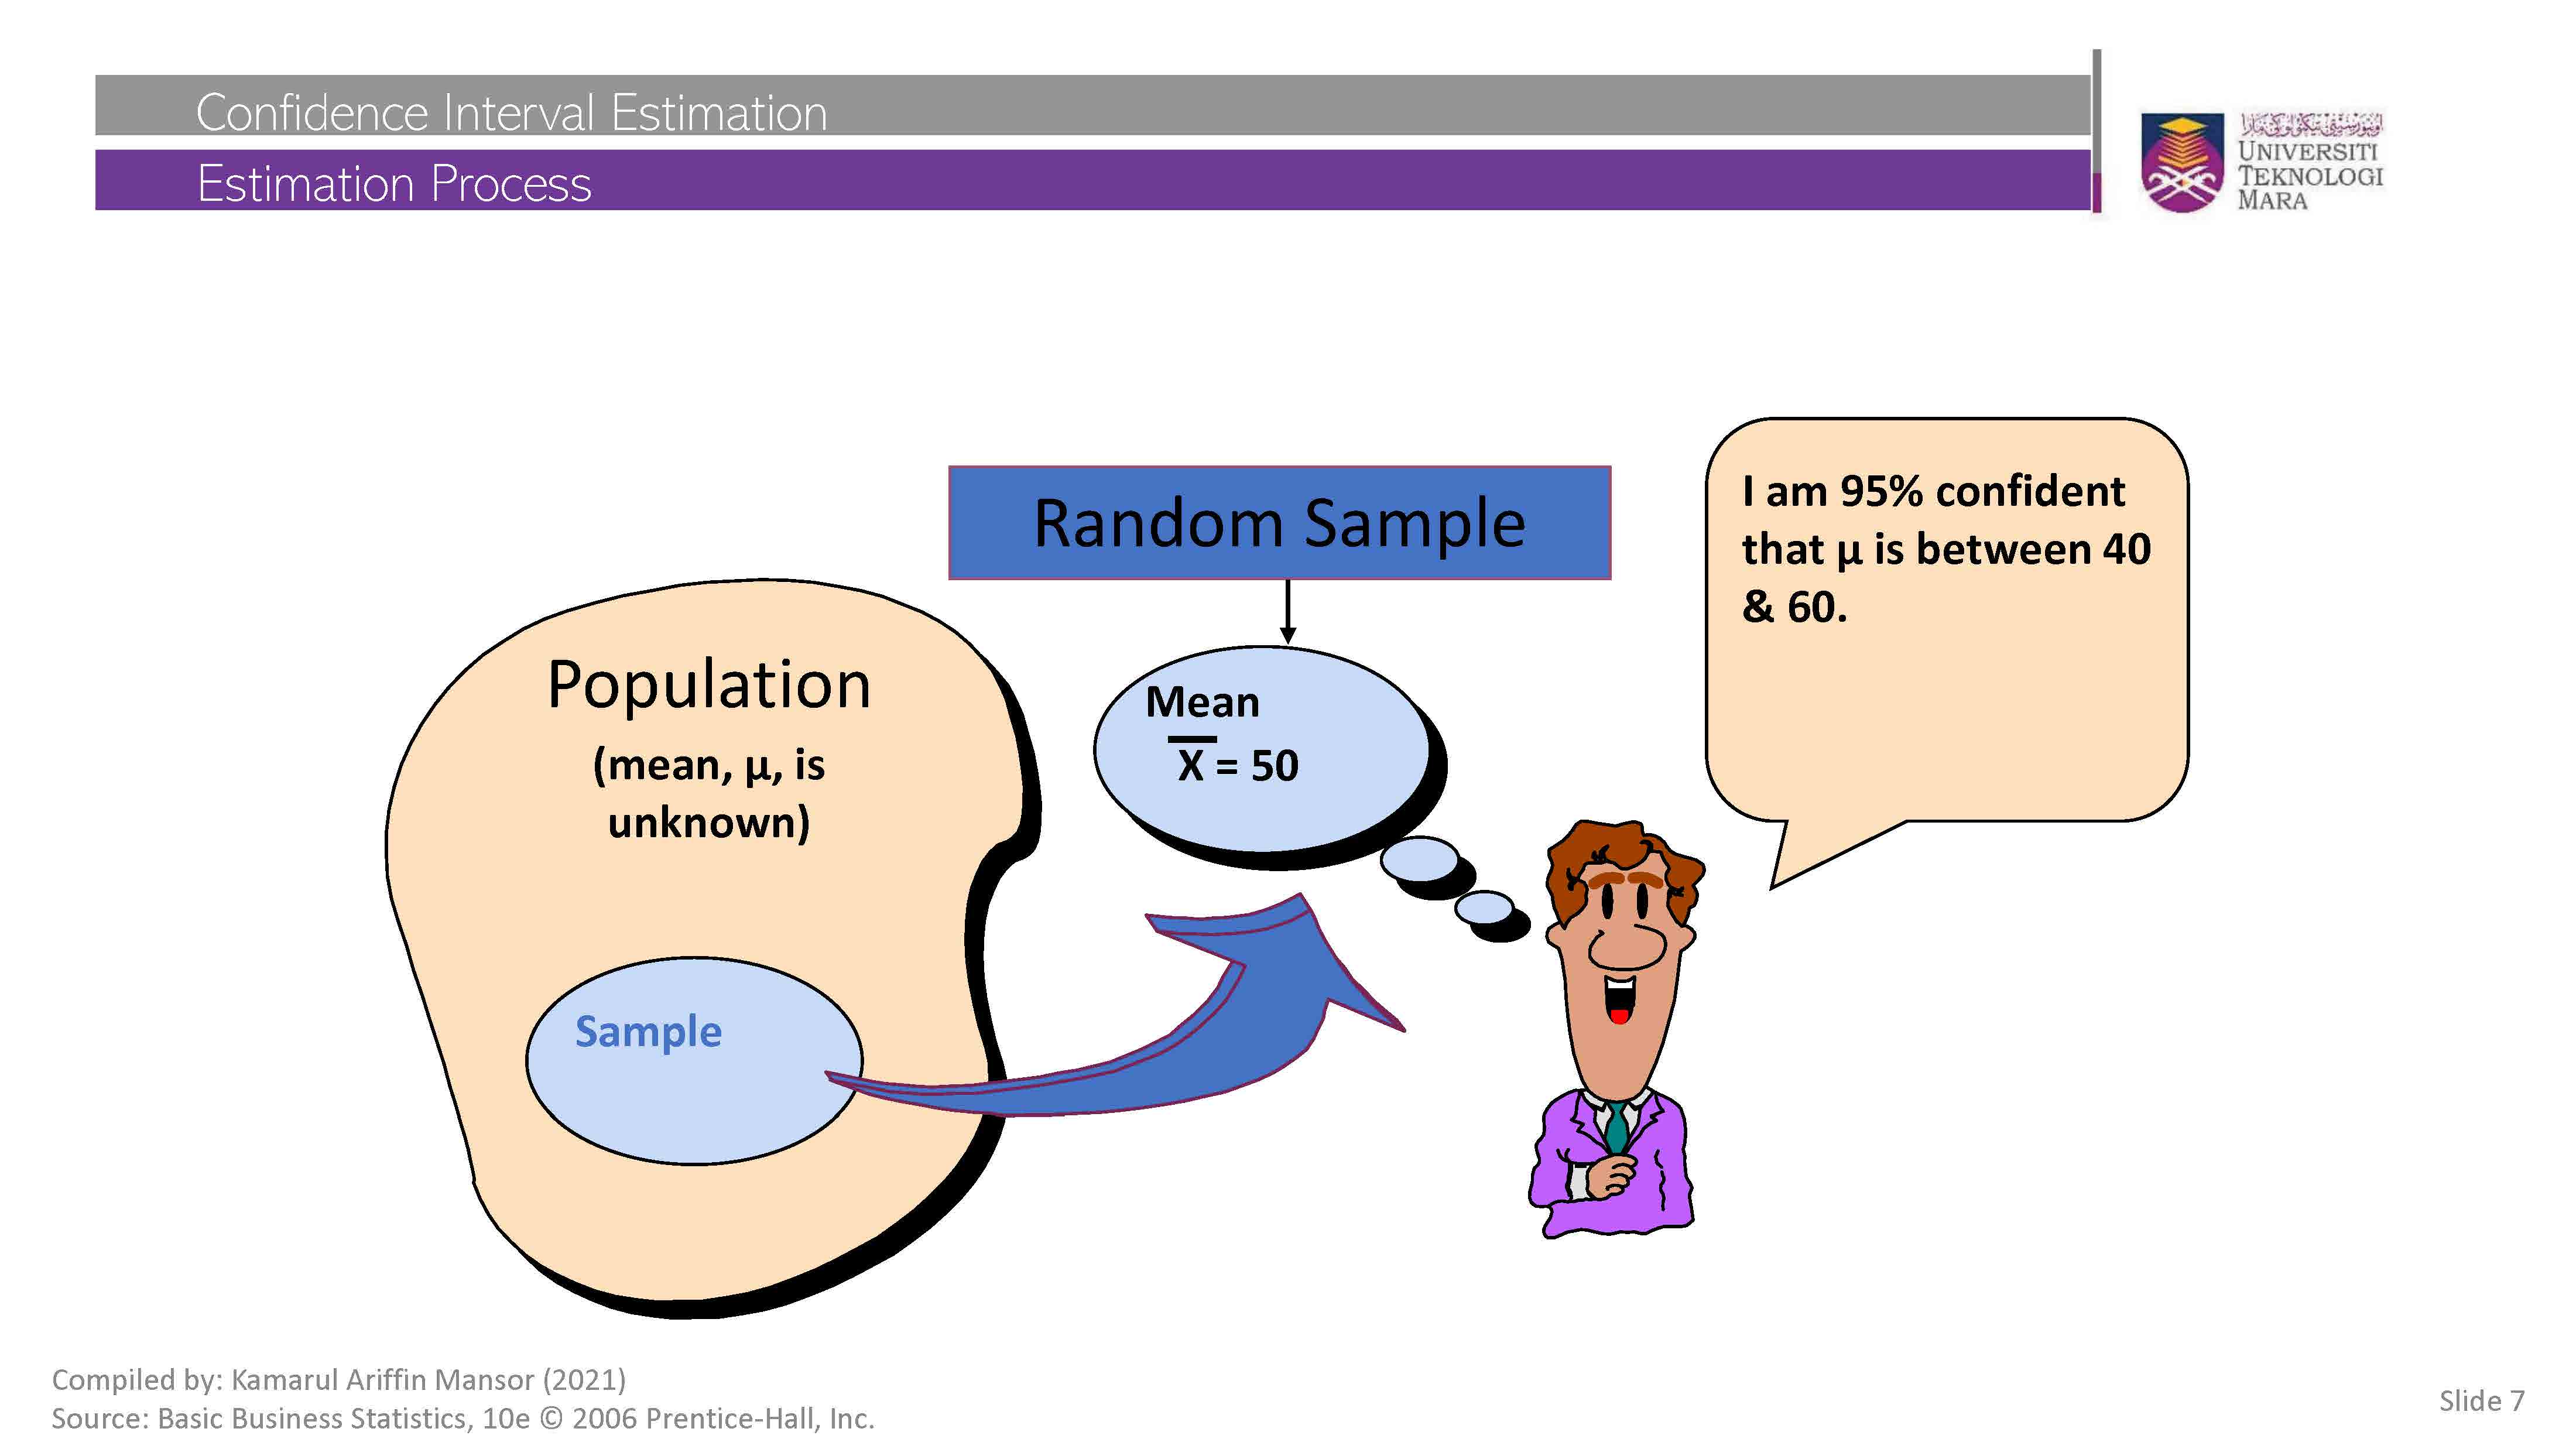 Confidence Interval Estimation
Estimation Process
UNIVERSITI
TEKNOLOGI
MARA
Random Sample
I am 95% confident
that μ is between 40
& 60.
Population
(mean, μ, is
unknown)
Mean
X̅ = 50
Sample
Compiled by: Kamarul Ariffin Mansor (2021)
Source: Basic Business Statistics, 10e © 2006 Prentice-Hall, Inc.
Slide 7